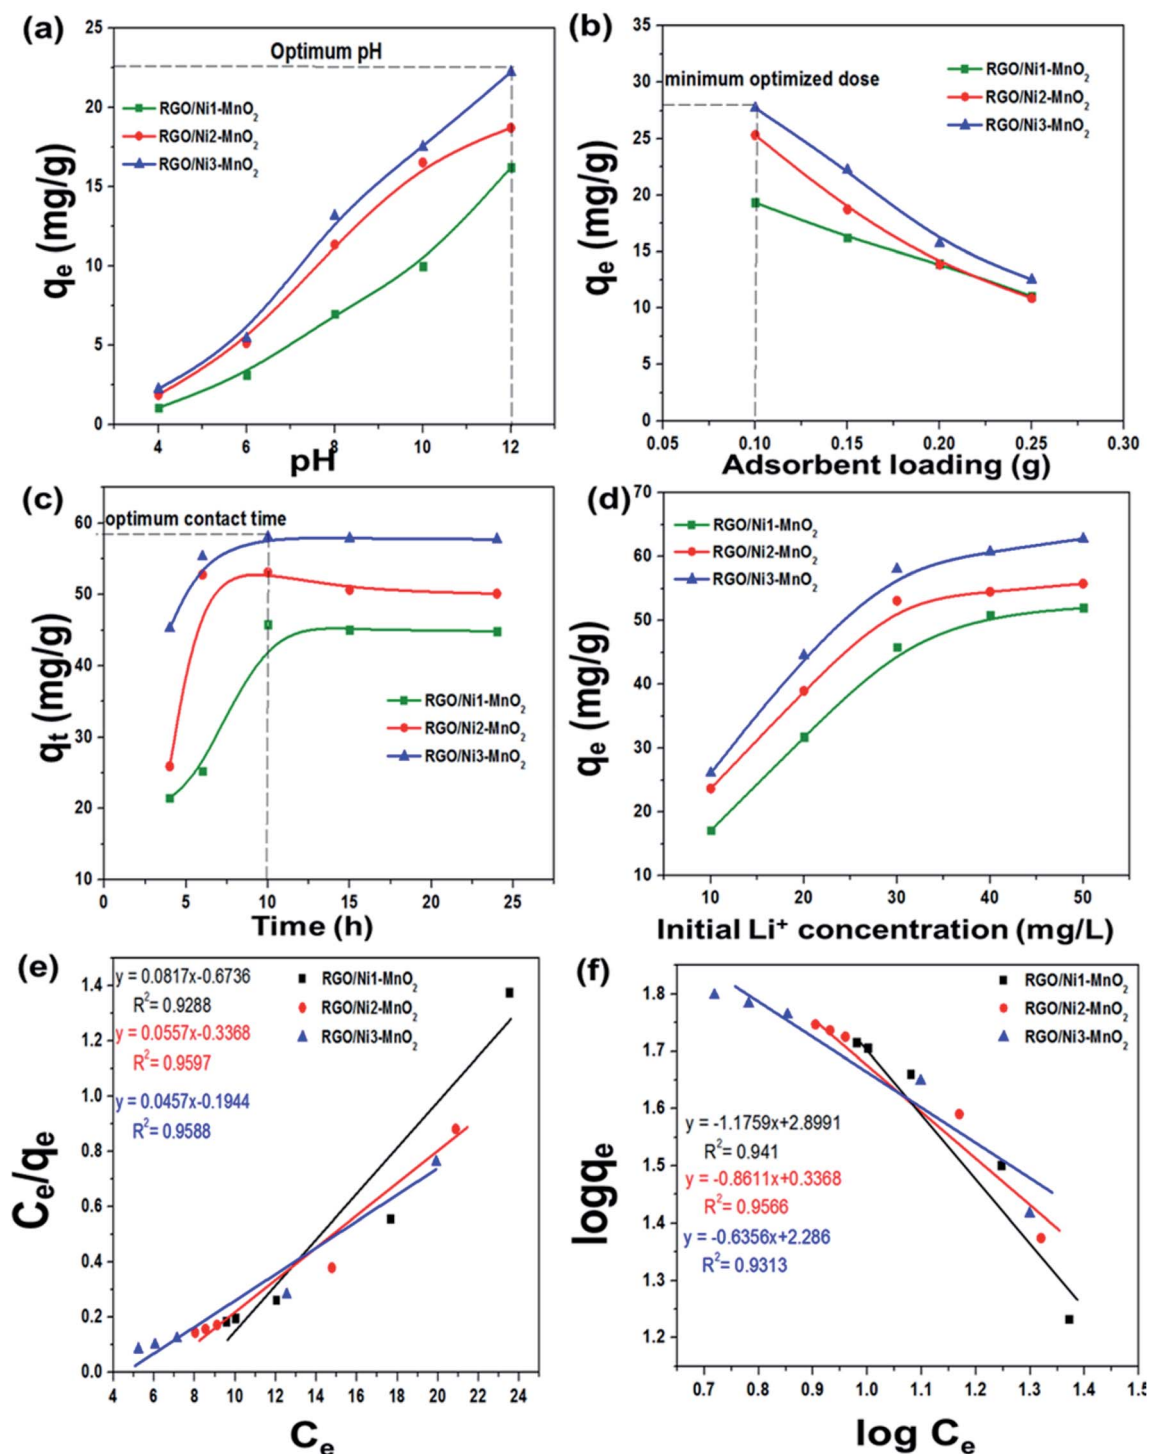 (a)
Optimum pH
RGO/Ni1-MnO₂
RGO/Ni2-MnO₂
RGO/Ni3-MnO₂
25
20
15
10
5
0
qₑ (mg/g)
4 6 8 10 12
pH
(b)
minimum optimized dose
RGO/Ni1-MnO₂
RGO/Ni2-MnO₂
RGO/Ni3-MnO₂
35
30
25
20
15
10
5
0
qₑ (mg/g)
0.05 0.10 0.15 0.20 0.25 0.30
Adsorbent loading (g)
(c)
optimum contact time
60
50
40
30
20
10
qₜ (mg/g)
RGO/Ni1-MnO₂
RGO/Ni2-MnO₂
RGO/Ni3-MnO₂
0 5 10 15 20 25
Time (h)
(d)
RGO/Ni1-MnO₂
RGO/Ni2-MnO₂
RGO/Ni3-MnO₂
70
60
50
40
30
20
10
qₑ (mg/g)
10 20 30 40 50
Initial Li⁺ concentration (mg/L)
(e)
y = 0.0817x-0.6736
R² = 0.9288
y = 0.0557x-0.3368
R² = 0.9597
y = 0.0457x-0.1944
R² = 0.9588
RGO/Ni1-MnO₂
RGO/Ni2-MnO₂
RGO/Ni3-MnO₂
1.4
1.2
1.0
0.8
0.6
0.4
0.2
0.0
Cₑ/qₑ
4 6 8 10 12 14 16 18 20 22 24
Cₑ
(f)
RGO/Ni1-MnO₂
RGO/Ni2-MnO₂
RGO/Ni3-MnO₂
y = -1.1759x+2.8991
R² = 0.941
y = -0.8611x+0.3368
R² = 0.9566
y = -0.6356x+2.286
R² = 0.9313
1.8
1.7
1.6
1.5
1.4
1.3
1.2
logqₑ
0.7 0.8 0.9 1.0 1.1 1.2 1.3 1.4 1.5
log Cₑ